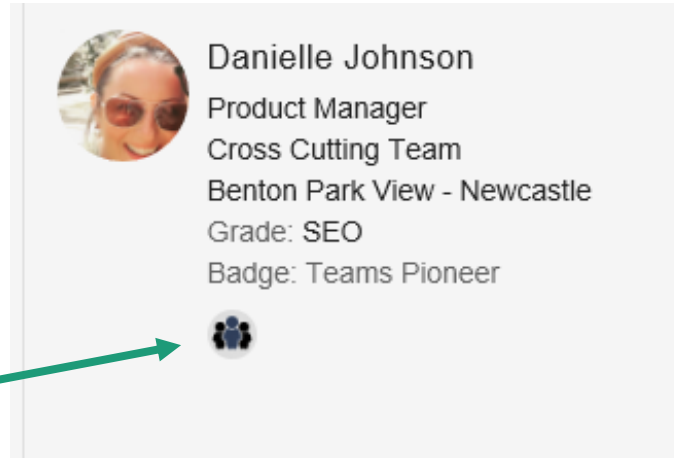 Danielle Johnson
Product Manager
Cross Cutting Team
Benton Park View - Newcastle
Grade: SEO
Badge: Teams Pioneer